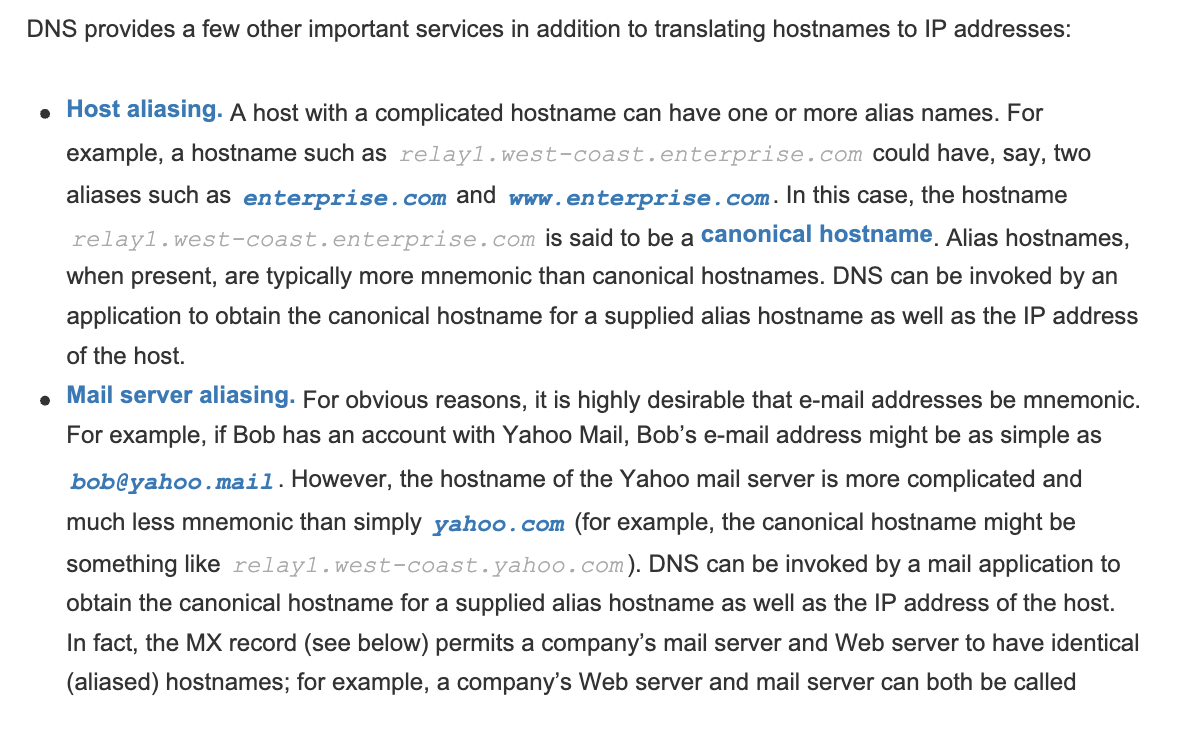 DNS provides a few other important services in addition to translating hostnames to IP addresses:
• Host aliasing. A host with a complicated hostname can have one or more alias names. For
example, a hostname such as relay1.west-coast.enterprise.com could have, say, two
aliases such as enterprise.com and www.enterprise.com. In this case, the hostname
relay1.west-coast.enterprise.com is said to be a canonical hostname. Alias hostnames,
when present, are typically more mnemonic than canonical hostnames. DNS can be invoked by an
application to obtain the canonical hostname for a supplied alias hostname as well as the IP address
of the host.
• Mail server aliasing. For obvious reasons, it is highly desirable that e-mail addresses be mnemonic.
For example, if Bob has an account with Yahoo Mail, Bob’s e-mail address might be as simple as
bob@yahoo.mail. However, the hostname of the Yahoo mail server is more complicated and
much less mnemonic than simply yahoo.com (for example, the canonical hostname might be
something like relay1.west-coast.yahoo.com). DNS can be invoked by a mail application to
obtain the canonical hostname for a supplied alias hostname as well as the IP address of the host.
In fact, the MX record (see below) permits a company’s mail server and Web server to have identical
(aliased) hostnames; for example, a company’s Web server and mail server can both be called